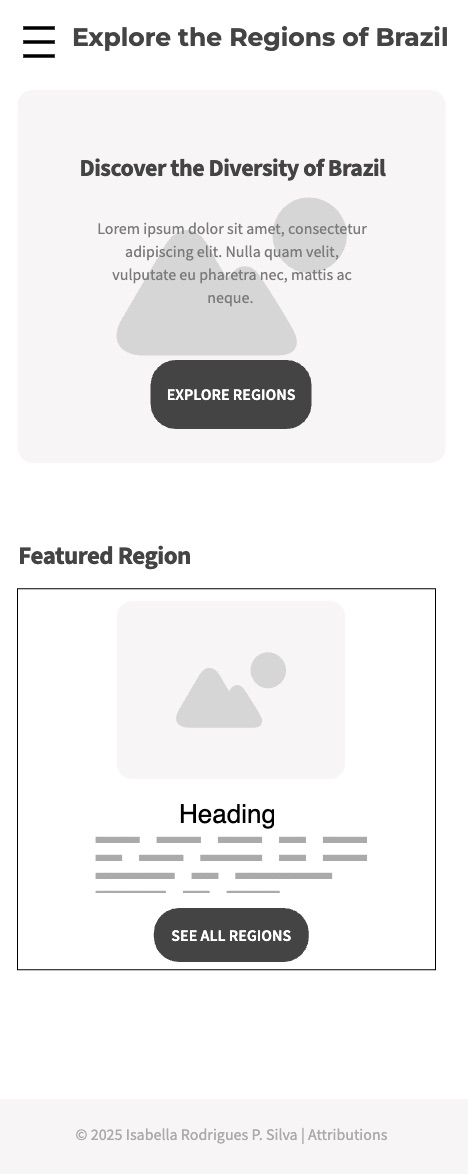 Explore the Regions of Brazil
Discover the Diversity of Brazil
Lorem ipsum dolor sit amet, consectetur
adipiscing elit. Nulla quam velit,
vulputate eu pharetra nec, mattis ac
neque.
EXPLORE REGIONS
Featured Region
Heading
SEE ALL REGIONS
© 2025 Isabella Rodrigues P. Silva | Attributions